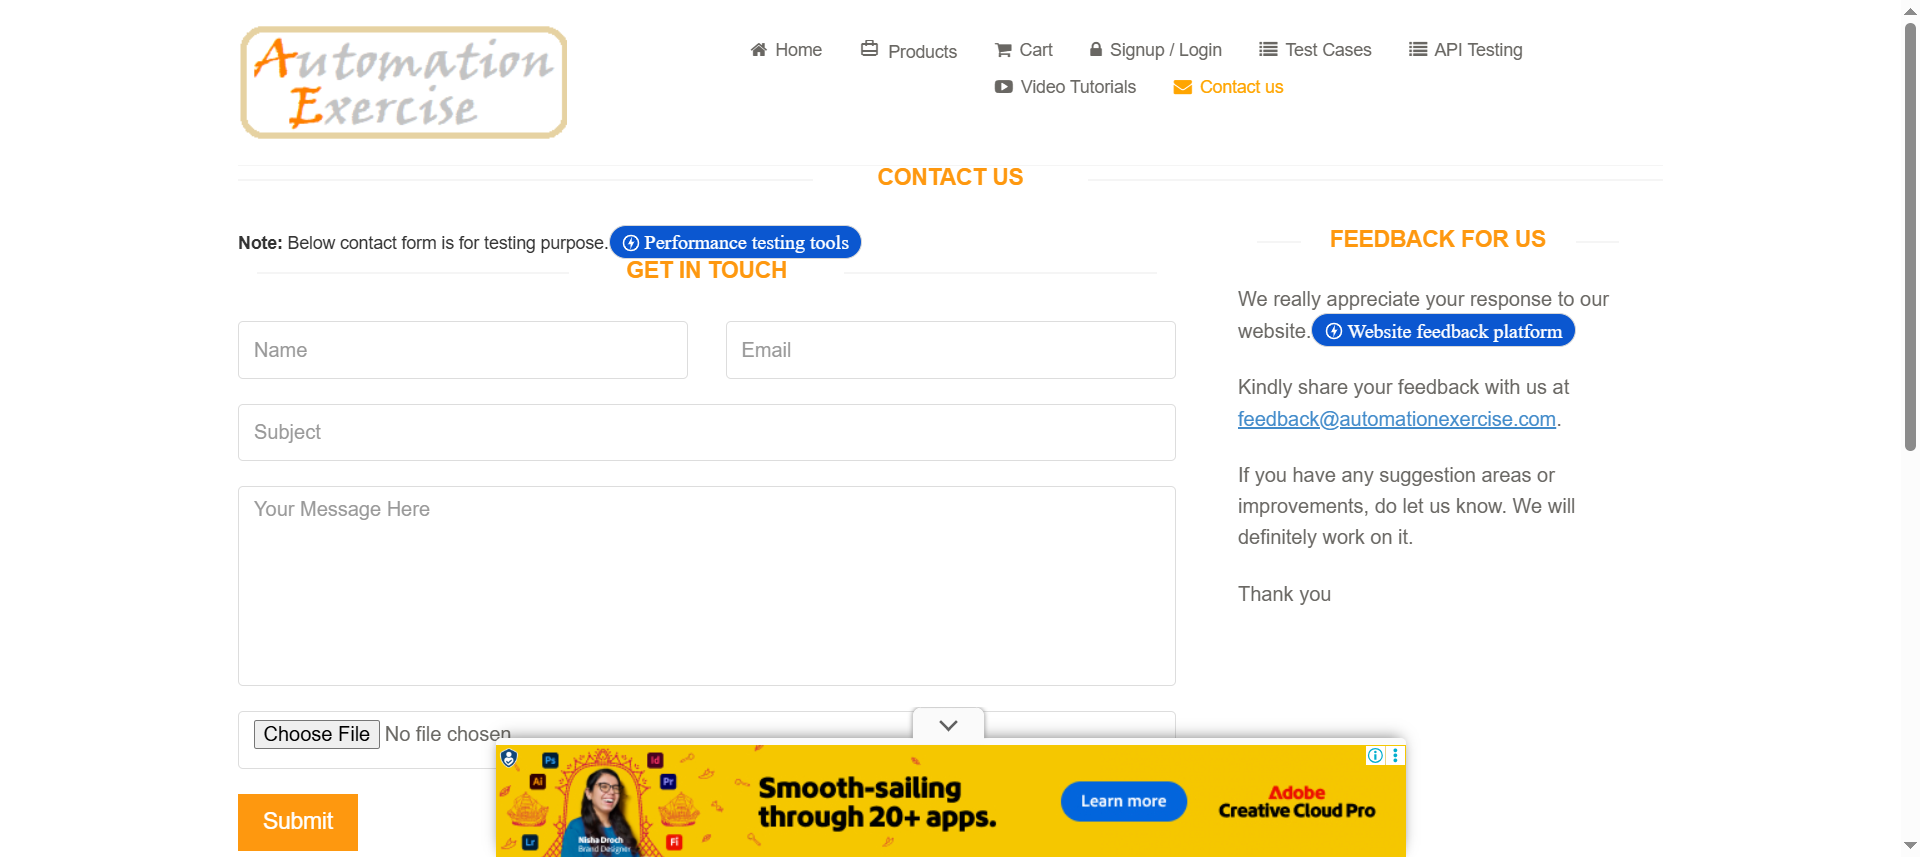 Automation
Exercise
Home
Products
Cart
Signup / Login
Test Cases
API Testing
Video Tutorials
Contact us
CONTACT US
Note: Below contact form is for testing purpose. Performance testing tools
GET IN TOUCH
Name
Email
Subject
Your Message Here
Choose File No file chosen
Submit
FEEDBACK FOR US
We really appreciate your response to our
website. Website feedback platform
Kindly share your feedback with us at
feedback@automationexercise.com.
If you have any suggestion areas or
improvements, do let us know. We will
definitely work on it.
Thank you
Ps
Id
Ai
Pr
Lr
Fi
Nisha Droch
Brand Designer
Smooth-sailing
through 20+ apps.
Learn more
Adobe
Creative Cloud Pro